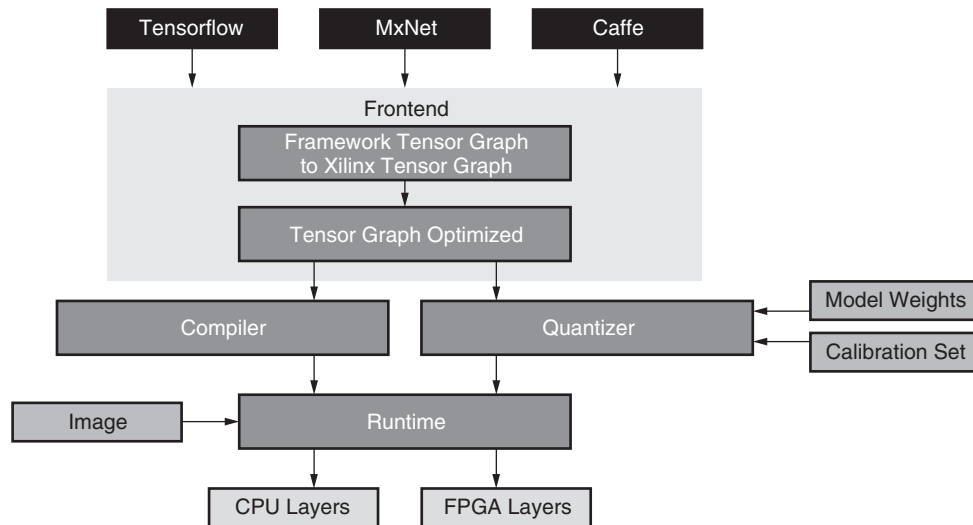 Tensorflow
MxNet
Caffe
Frontend
Framework Tensor Graph
to Xilinx Tensor Graph
Tensor Graph Optimized
Compiler
Quantizer
Model Weights
Calibration Set
Image
Runtime
CPU Layers
FPGA Layers